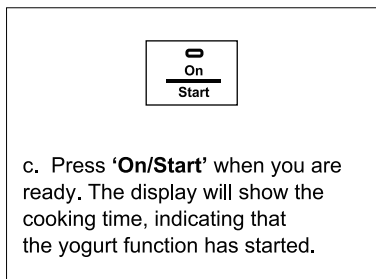 On
Start
c. Press ‘On/Start’ when you are
ready. The display will show the
cooking time, indicating that
the yogurt function has started.